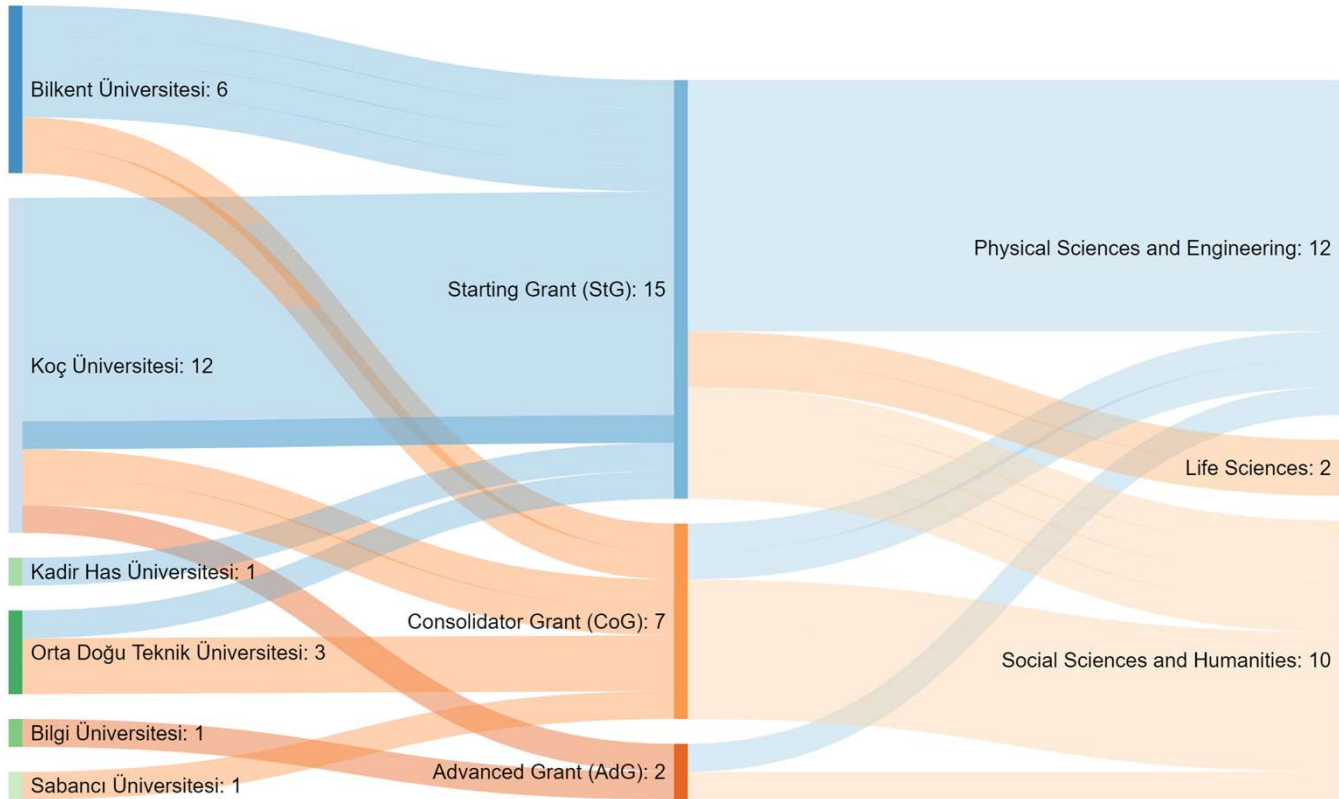 Bilkent Üniversitesi: 6
Koç Üniversitesi: 12
Kadir Has Üniversitesi: 1
Orta Doğu Teknik Üniversitesi: 3
Bilgi Üniversitesi: 1
Sabancı Üniversitesi: 1
Starting Grant (StG): 15
Consolidator Grant (CoG): 7
Advanced Grant (AdG): 2
Physical Sciences and Engineering: 12
Life Sciences: 2
Social Sciences and Humanities: 10